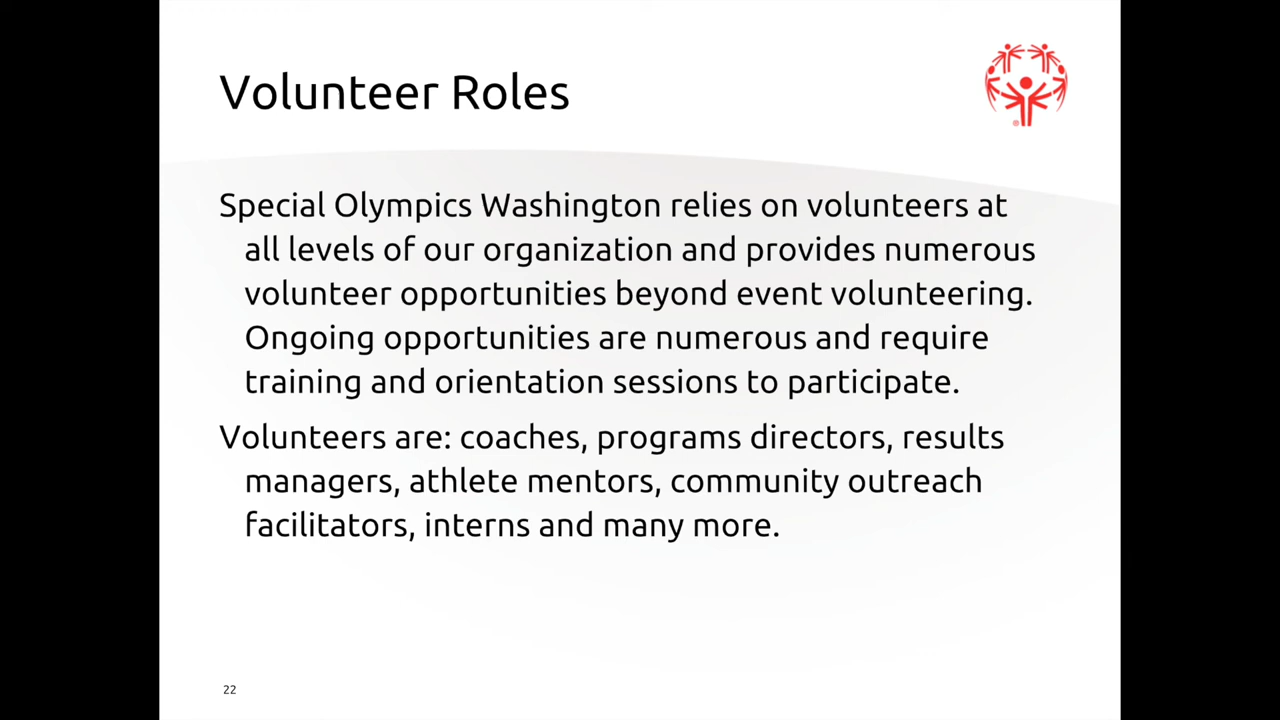 Volunteer Roles
Special Olympics Washington relies on volunteers at
all levels of our organization and provides numerous
volunteer opportunities beyond event volunteering.
Ongoing opportunities are numerous and require
training and orientation sessions to participate.
Volunteers are: coaches, programs directors, results
managers, athlete mentors, community outreach
facilitators, interns and many more.
22